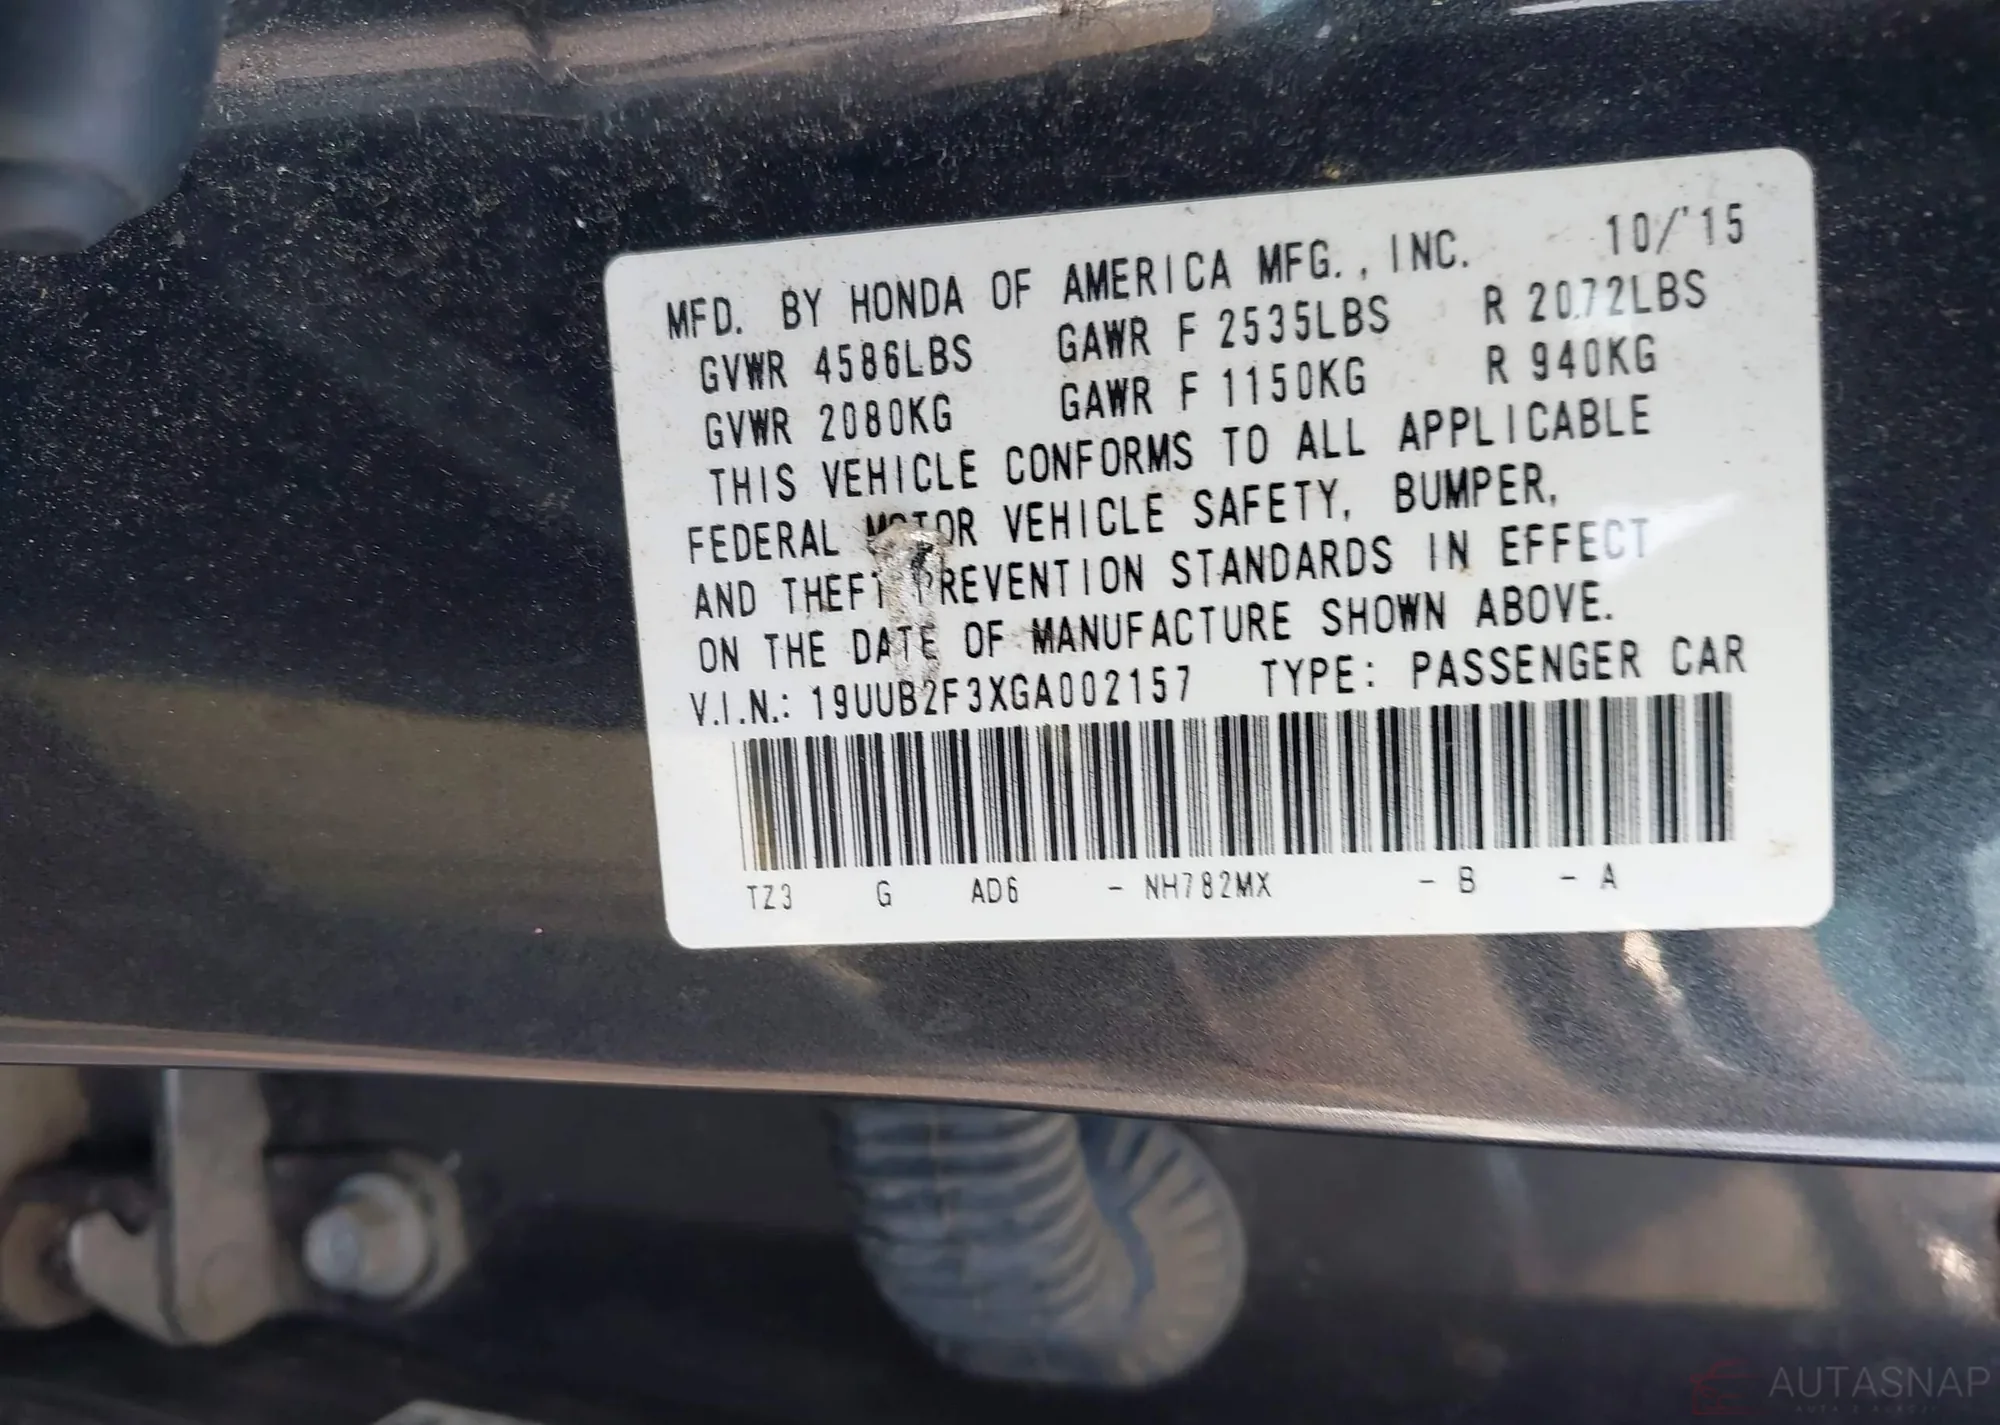 MFD. BY HONDA OF AMERICA MFG., INC. 10/'15
GVWR 4586LBS GAWR F 2535LBS R 2072LBS
GVWR 2080KG GAWR F 1150KG R 940KG
THIS VEHICLE CONFORMS TO ALL APPLICABLE
FEDERAL MOTOR VEHICLE SAFETY, BUMPER,
AND THEFT PREVENTION STANDARDS IN EFFECT
ON THE DATE OF MANUFACTURE SHOWN ABOVE.
V.I.N.: 19UUB2F3XGA002157 TYPE: PASSENGER CAR
TZ3 G AD6 - NH782MX - B - A
AUTASNAP